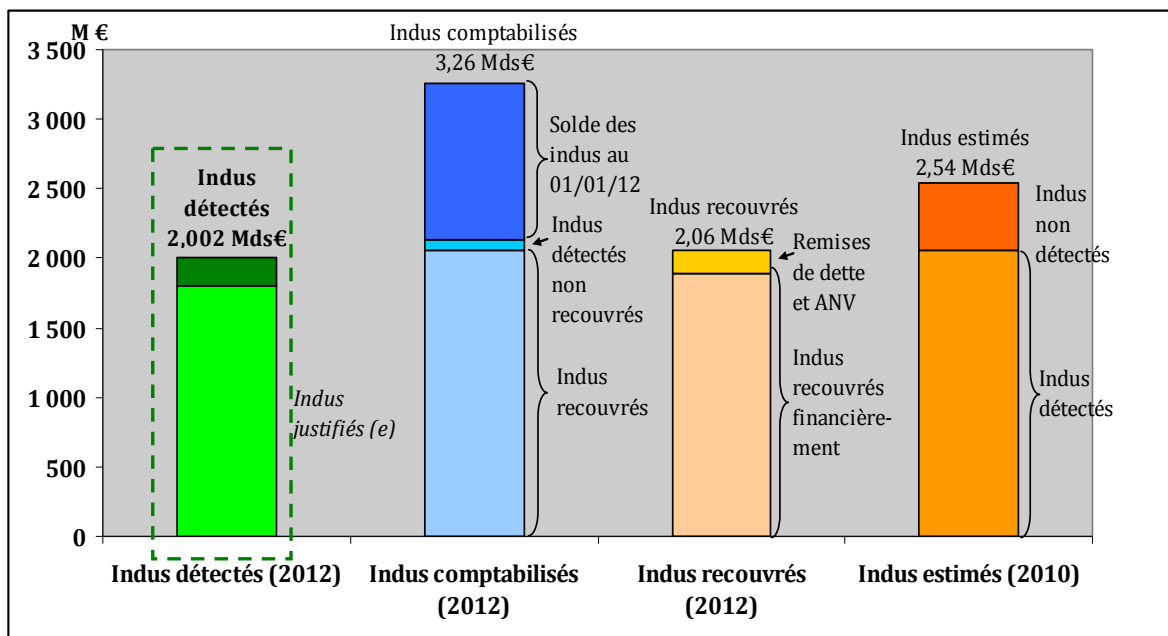 M €
3 500
3 000
2 500
2 000
1 500
1 000
500
0
Indus
détectés
2,002 Mds€
Indus
justifiés (e)
Indus comptabilisés
3,26 Mds€
Solde des
indus au
01/01/12
Indus
détectés
non
recouvrés
Indus
recouvrés
Indus recouvrés
2,06 Mds€
Remises
de dette
et ANV
Indus
recouvrés
financière-
ment
Indus estimés
2,54 Mds€
Indus
non
détectés
Indus
détectés
Indus détectés (2012)
Indus comptabilisés
(2012)
Indus recouvrés
(2012)
Indus estimés (2010)